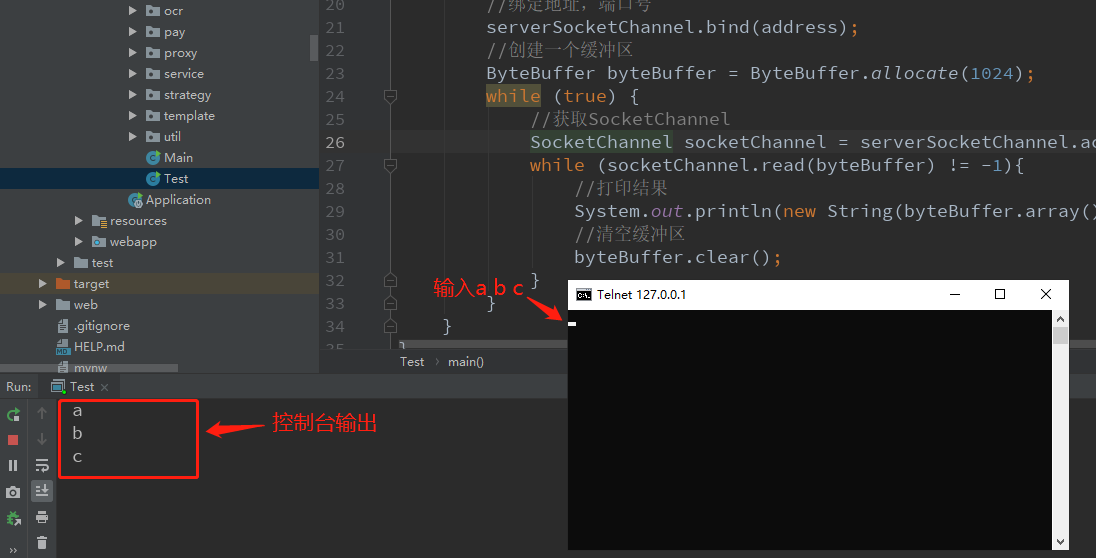 ocr
pay
proxy
service
strategy
template
util
Main
Test
Application
resources
webapp
test
target
web
.gitignore
HELP.md
mvnw
20 //绑定地址，端口号
21 serverSocketChannel.bind(address);
22 //创建一个缓冲区
23 ByteBuffer byteBuffer = ByteBuffer.allocate(1024);
24 while (true) {
25 //获取SocketChannel
26 SocketChannel socketChannel = serverSocketChannel.ac
27 while (socketChannel.read(byteBuffer) != -1){
28 //打印结果
29 System.out.println(new String(byteBuffer.array()
30 //清空缓冲区
31 byteBuffer.clear();
32 }
33 }
34 }
35 }
Test > main()
输入a b c
C:\. Telnet 127.0.0.1
Run: Test ×
a
b
c
控制台输出